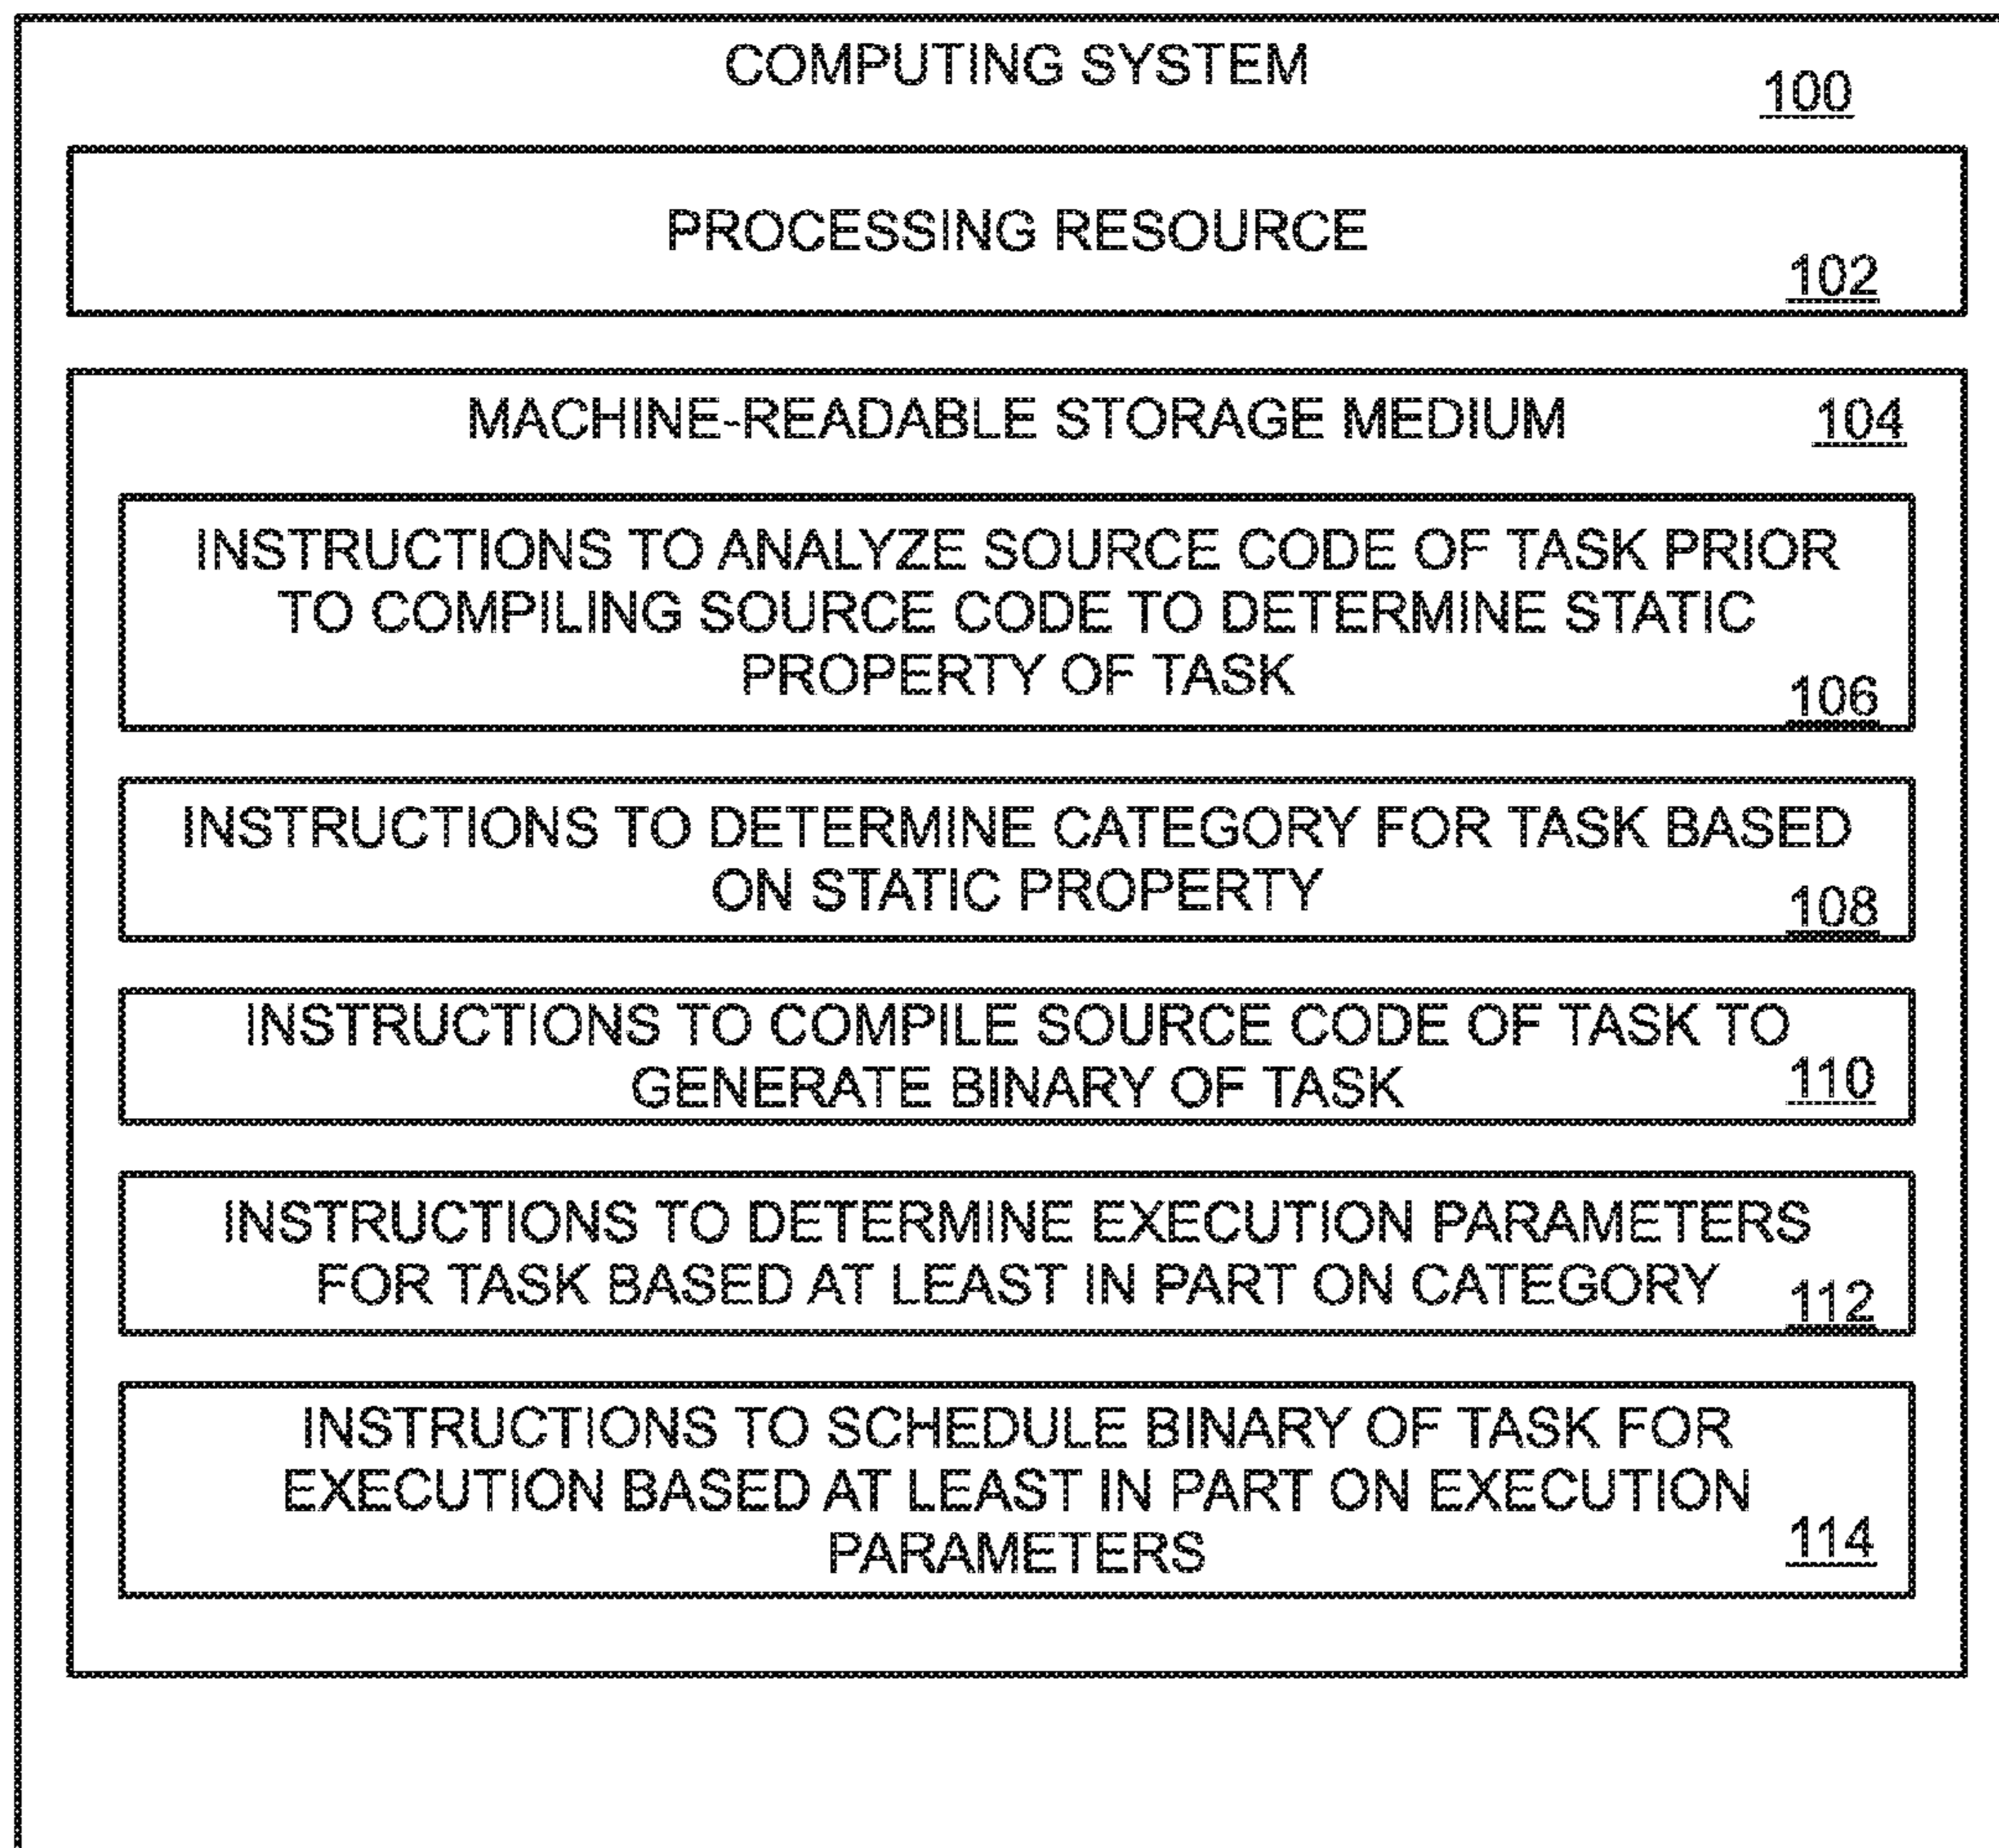 COMPUTING SYSTEM
100
PROCESSING RESOURCE
102
MACHINE-READABLE STORAGE MEDIUM
104
INSTRUCTIONS TO ANALYZE SOURCE CODE OF TASK PRIOR
TO COMPILING SOURCE CODE TO DETERMINE STATIC
PROPERTY OF TASK
106
INSTRUCTIONS TO DETERMINE CATEGORY FOR TASK BASED
ON STATIC PROPERTY
108
INSTRUCTIONS TO COMPILE SOURCE CODE OF TASK TO
GENERATE BINARY OF TASK
110
INSTRUCTIONS TO DETERMINE EXECUTION PARAMETERS
FOR TASK BASED AT LEAST IN PART ON CATEGORY
112
INSTRUCTIONS TO SCHEDULE BINARY OF TASK FOR
EXECUTION BASED AT LEAST IN PART ON EXECUTION
PARAMETERS
114